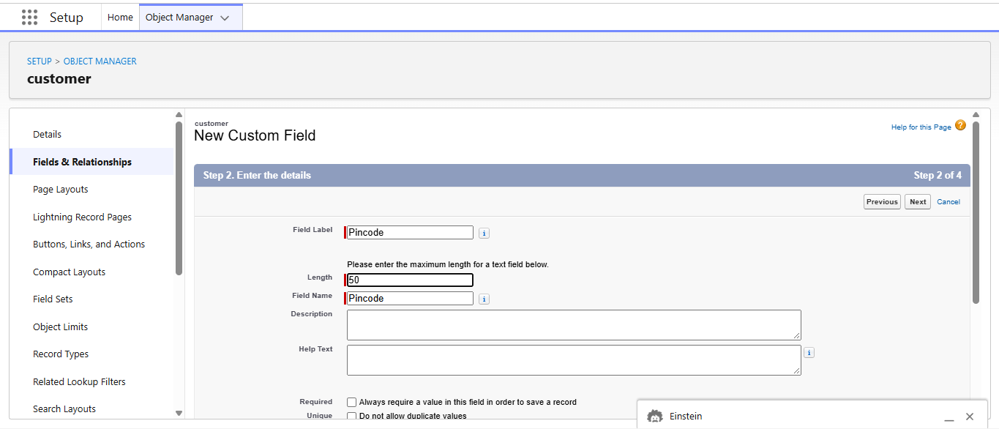 Setup Home Object Manager
SETUP > OBJECT MANAGER
customer
Details
Fields & Relationships
Page Layouts
Lightning Record Pages
Buttons, Links, and Actions
Compact Layouts
Field Sets
Object Limits
Record Types
Related Lookup Filters
Search Layouts
customer
New Custom Field
Help for this Page ?
Step 2. Enter the details Step 2 of 4
Previous Next Cancel
Field Label Pincode i
Please enter the maximum length for a text field below.
Length 50
Field Name Pincode i
Description
Help Text i
Required Always require a value in this field in order to save a record
Unique Do not allow duplicate values
Einstein